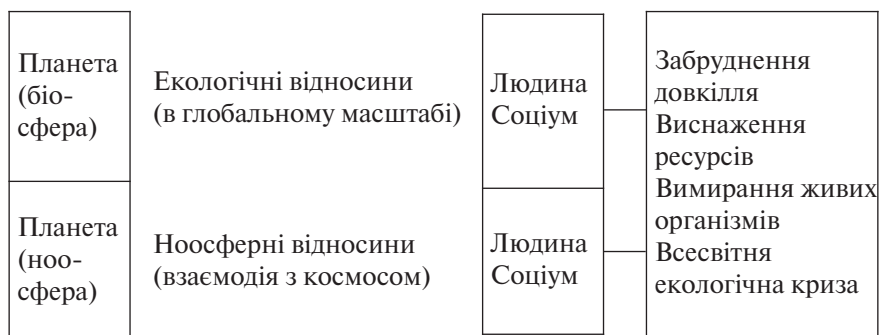 Планета
(біо-
сфера)
Екологічні відносини
(в глобальному масштабі)
Людина
Соціум
Планета
(ноо-
сфера)
Ноосферні відносини
(взаємодія з космосом)
Людина
Соціум
Забруднення
довкілля
Виснаження
ресурсів
Вимирання живих
організмів
Всесвітня
екологічна криза